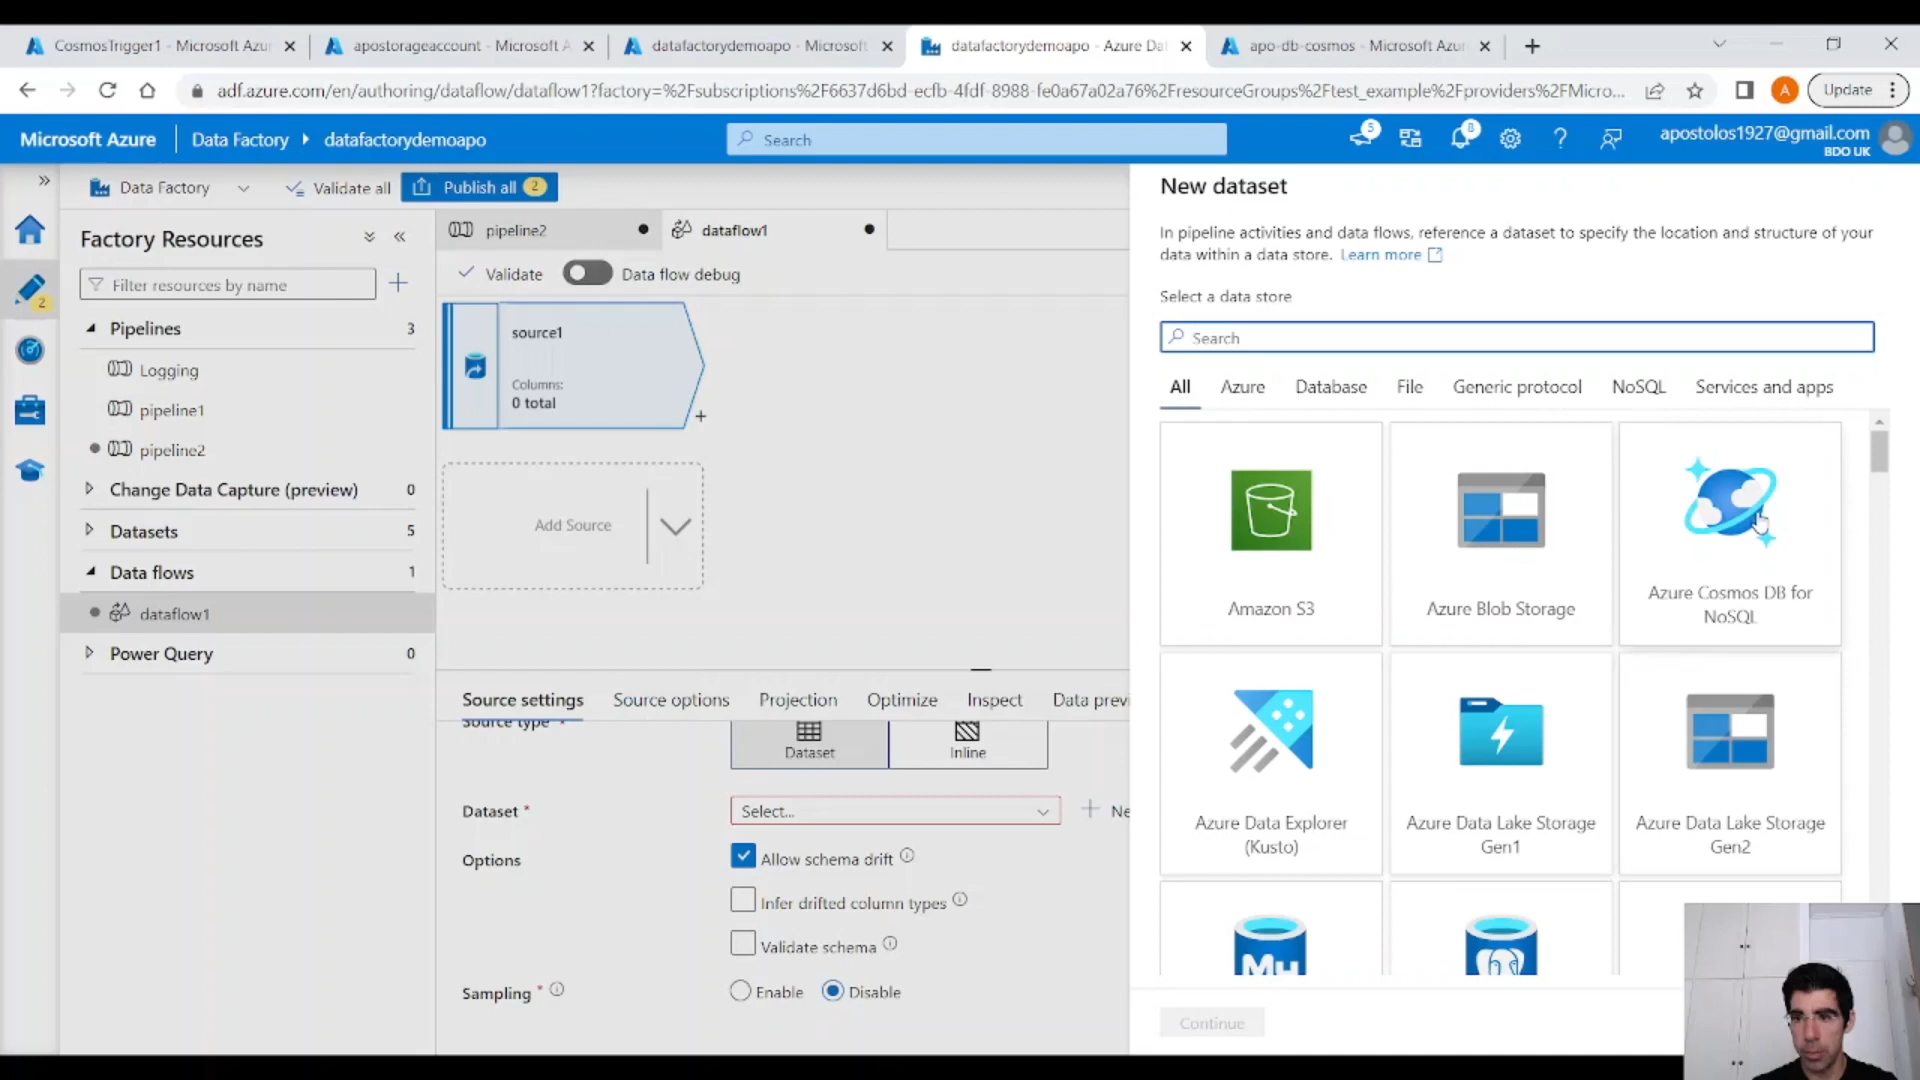 CosmosTrigger1 - Microsoft Azu
apostorageaccount - Microsoft A
datafactorydemoapo - Microsoft
datafactorydemoapo - Azure Dat
apo-db-cosmos - Microsoft Azur
adf.azure.com/en/authoring/dataflow/dataflow1?factory=%2Fsubscriptions%2F6637d6bd-ecfb-4fdf-8988-fe0a67a02a76%2FresourceGroups%2Ftest_example%2Fproviders%2FMicro...
A
Update
Microsoft Azure
Data Factory
datafactorydemoapo
Search
5
8
apostolos1927@gmail.com
BDO UK
Data Factory
Validate all
Publish all 2
2
Factory Resources
Filter resources by name
Pipelines 3
Logging
pipeline1
pipeline2
Change Data Capture (preview) 0
Datasets 5
Data flows 1
dataflow1
Power Query 0
pipeline2
dataflow1
Validate
Data flow debug
source1
Columns:
0 total
Add Source
Source settings
Source options
Projection
Optimize
Inspect
Data previ
Source type *
Dataset
Inline
Dataset *
Select...
Ne
Options
Allow schema drift
Infer drifted column types
Validate schema
Sampling *
Enable
Disable
New dataset
In pipeline activities and data flows, reference a dataset to specify the location and structure of your
data within a data store. Learn more
Select a data store
Search
All
Azure
Database
File
Generic protocol
NoSQL
Services and apps
Amazon S3
Azure Blob Storage
Azure Cosmos DB for
NoSQL
Azure Data Explorer
(Kusto)
Azure Data Lake Storage
Gen1
Azure Data Lake Storage
Gen2
My
Continue